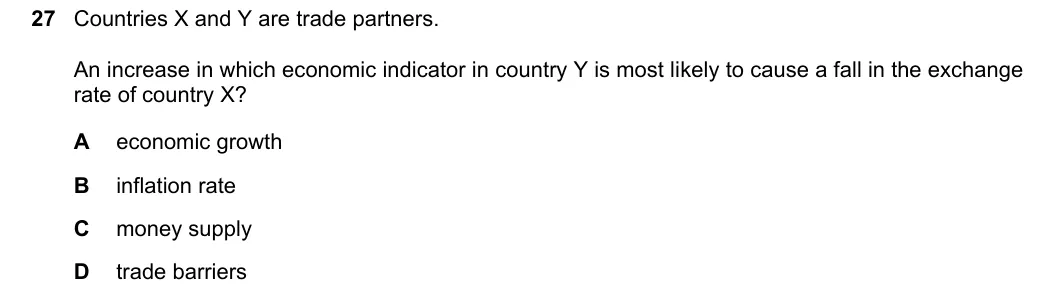 27 Countries X and Y are trade partners.
An increase in which economic indicator in country Y is most likely to cause a fall in the exchange
rate of country X?
A economic growth
B inflation rate
C money supply
D trade barriers